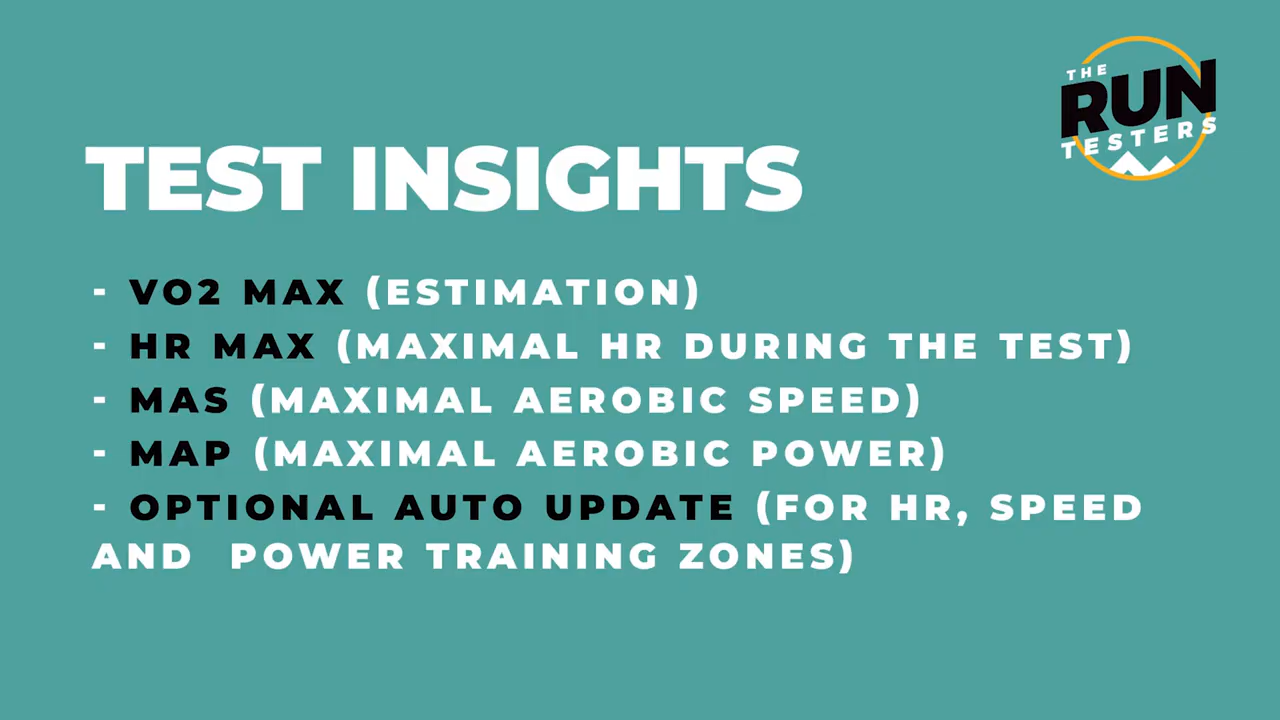 THE
RUN
TESTERS
TEST INSIGHTS
- VO2 MAX (ESTIMATION)
- HR MAX (MAXIMAL HR DURING THE TEST)
- MAS (MAXIMAL AEROBIC SPEED)
- MAP (MAXIMAL AEROBIC POWER)
- OPTIONAL AUTO UPDATE (FOR HR, SPEED
AND POWER TRAINING ZONES)